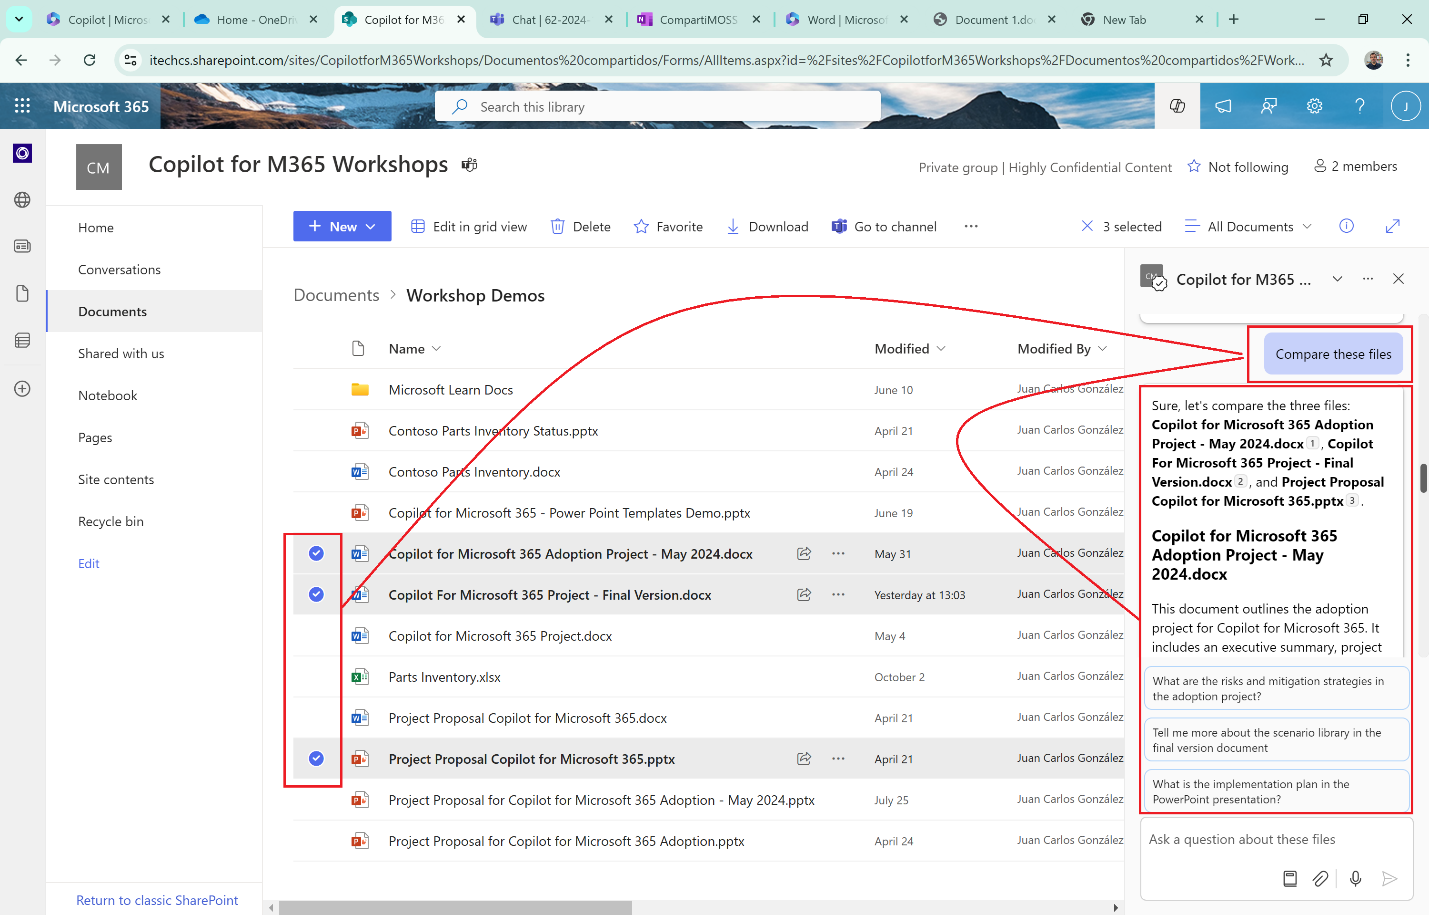 Copilot | Micros
Home - OneDri
Copilot for M36
Chat | 62-2024-
CompartiMOSS
Word | Microso
Document 1.do
New Tab
itechcs.sharepoint.com/sites/CopilotforM365Workshops/Documentos%20compartidos/Forms/AllItems.aspx?id=%2Fsites%2FCopilotforM365Workshops%2FDocumentos%20compartidos%2FWork...
Microsoft 365
Search this library
J
CM
Copilot for M365 Workshops
Private group | Highly Confidential Content
Not following
2 members
Home
Conversations
Documents
Shared with us
Notebook
Pages
Site contents
Recycle bin
Edit
Return to classic SharePoint
New
Edit in grid view
Delete
Favorite
Download
Go to channel
3 selected
All Documents
Documents > Workshop Demos
Name Modified Modified By
Microsoft Learn Docs June 10 Juan Carlos González
Contoso Parts Inventory Status.pptx April 21 Juan Carlos González
Contoso Parts Inventory.docx April 24 Juan Carlos González
Copilot for Microsoft 365 - Power Point Templates Demo.pptx June 19 Juan Carlos González
Copilot for Microsoft 365 Adoption Project - May 2024.docx May 31 Juan Carlos González
Copilot For Microsoft 365 Project - Final Version.docx Yesterday at 13:03 Juan Carlos González
Copilot for Microsoft 365 Project.docx May 4 Juan Carlos González
Parts Inventory.xlsx October 2 Juan Carlos González
Project Proposal Copilot for Microsoft 365.docx April 21 Juan Carlos González
Project Proposal Copilot for Microsoft 365.pptx April 21 Juan Carlos González
Project Proposal for Copilot for Microsoft 365 Adoption - May 2024.pptx July 25 Juan Carlos González
Project Proposal for Copilot for Microsoft 365 Adoption.pptx April 24 Juan Carlos González
CM
Copilot for M365 ...
Compare these files
Sure, let's compare the three files:
Copilot for Microsoft 365 Adoption
Project - May 2024.docx 1 , Copilot
For Microsoft 365 Project - Final
Version.docx 2 , and Project Proposal
Copilot for Microsoft 365.pptx 3 .
Copilot for Microsoft 365
Adoption Project - May
2024.docx
This document outlines the adoption
project for Copilot for Microsoft 365. It
includes an executive summary, project
What are the risks and mitigation strategies in
the adoption project?
Tell me more about the scenario library in the
final version document
What is the implementation plan in the
PowerPoint presentation?
Ask a question about these files